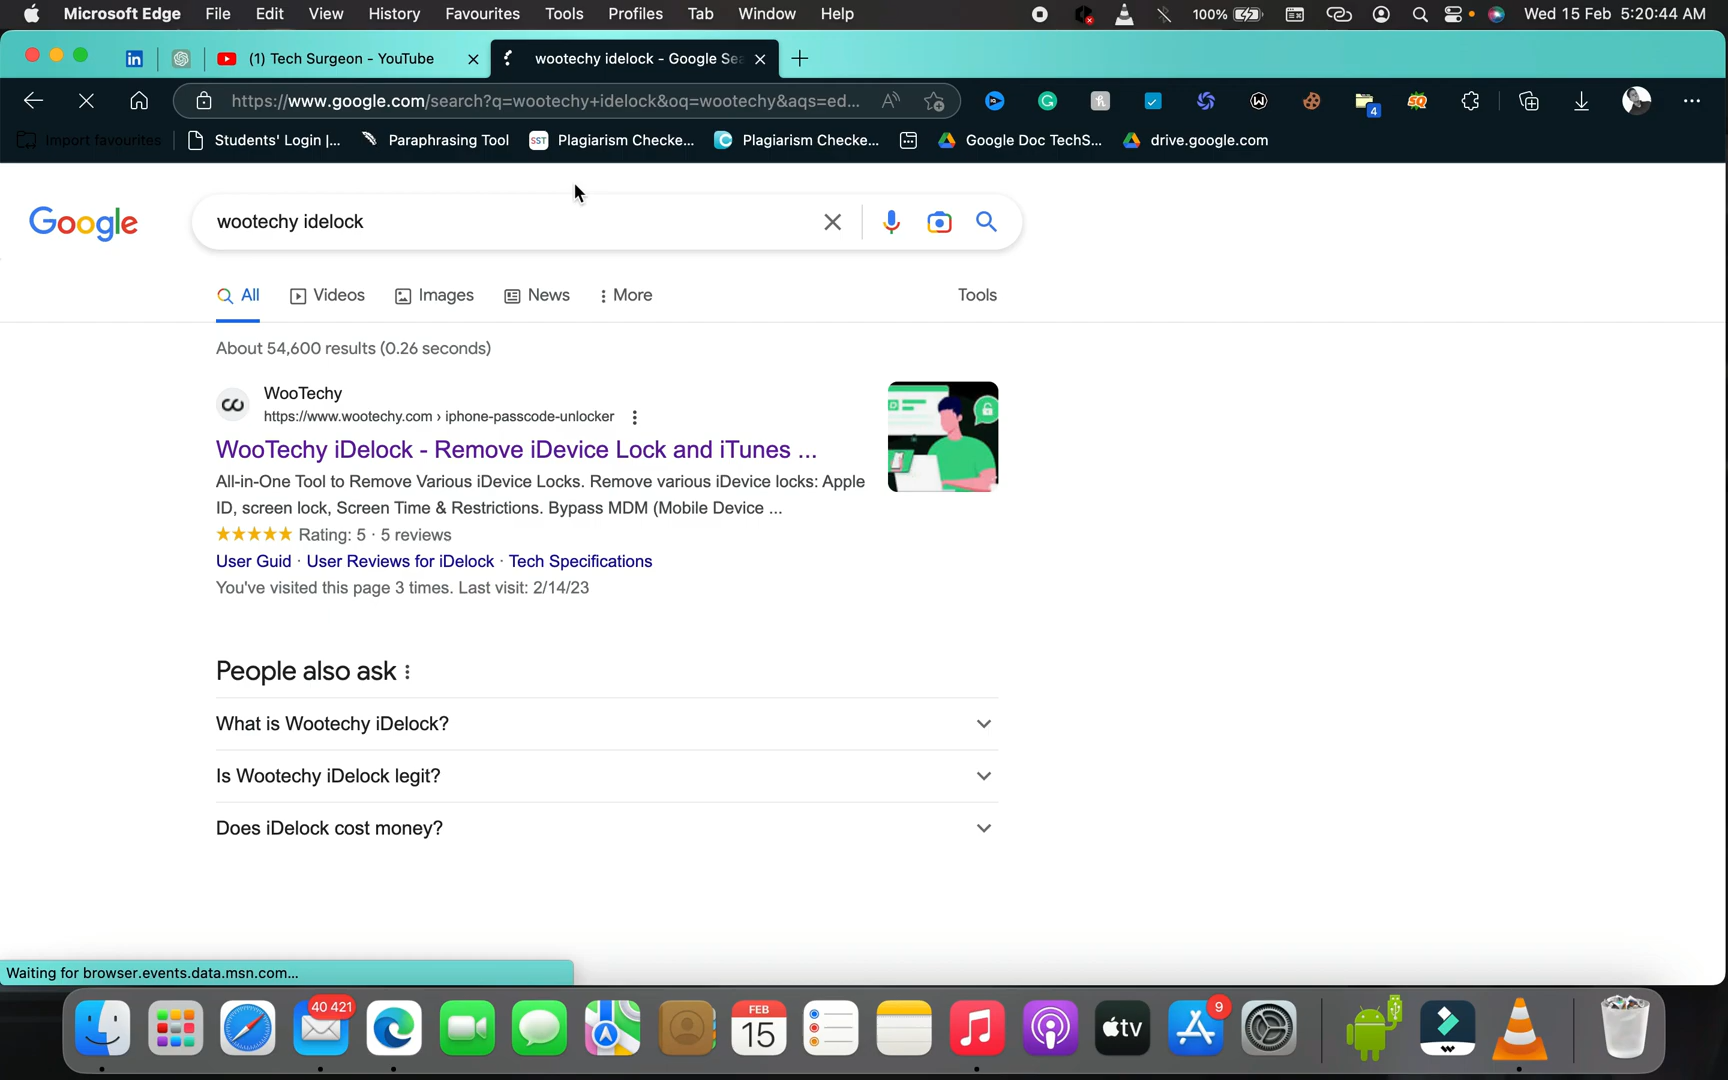 Microsoft Edge File Edit View History Favourites Tools Profiles Tab Window Help 100% Wed 15 Feb 5:20:44 AM
in (1) Tech Surgeon - YouTube wootechy idelock - Google Sea
https://www.google.com/search?q=wootechy+idelock&oq=wootechy&aqs=ed... 4
Import favourites Students' Login |... Paraphrasing Tool SST Plagiarism Checke... Plagiarism Checke... Google Doc TechS... drive.google.com
Google wootechy idelock
All Videos Images News More Tools
About 54,600 results (0.26 seconds)
WooTechy
https://www.wootechy.com › iphone-passcode-unlocker
WooTechy iDelock - Remove iDevice Lock and iTunes ...
All-in-One Tool to Remove Various iDevice Locks. Remove various iDevice locks: Apple
ID, screen lock, Screen Time & Restrictions. Bypass MDM (Mobile Device ...
Rating: 5 · 5 reviews
User Guid · User Reviews for iDelock · Tech Specifications
You've visited this page 3 times. Last visit: 2/14/23
People also ask
What is Wootechy iDelock?
Is Wootechy iDelock legit?
Does iDelock cost money?
Waiting for browser.events.data.msn.com...
40 421 FEB 15 tv 9